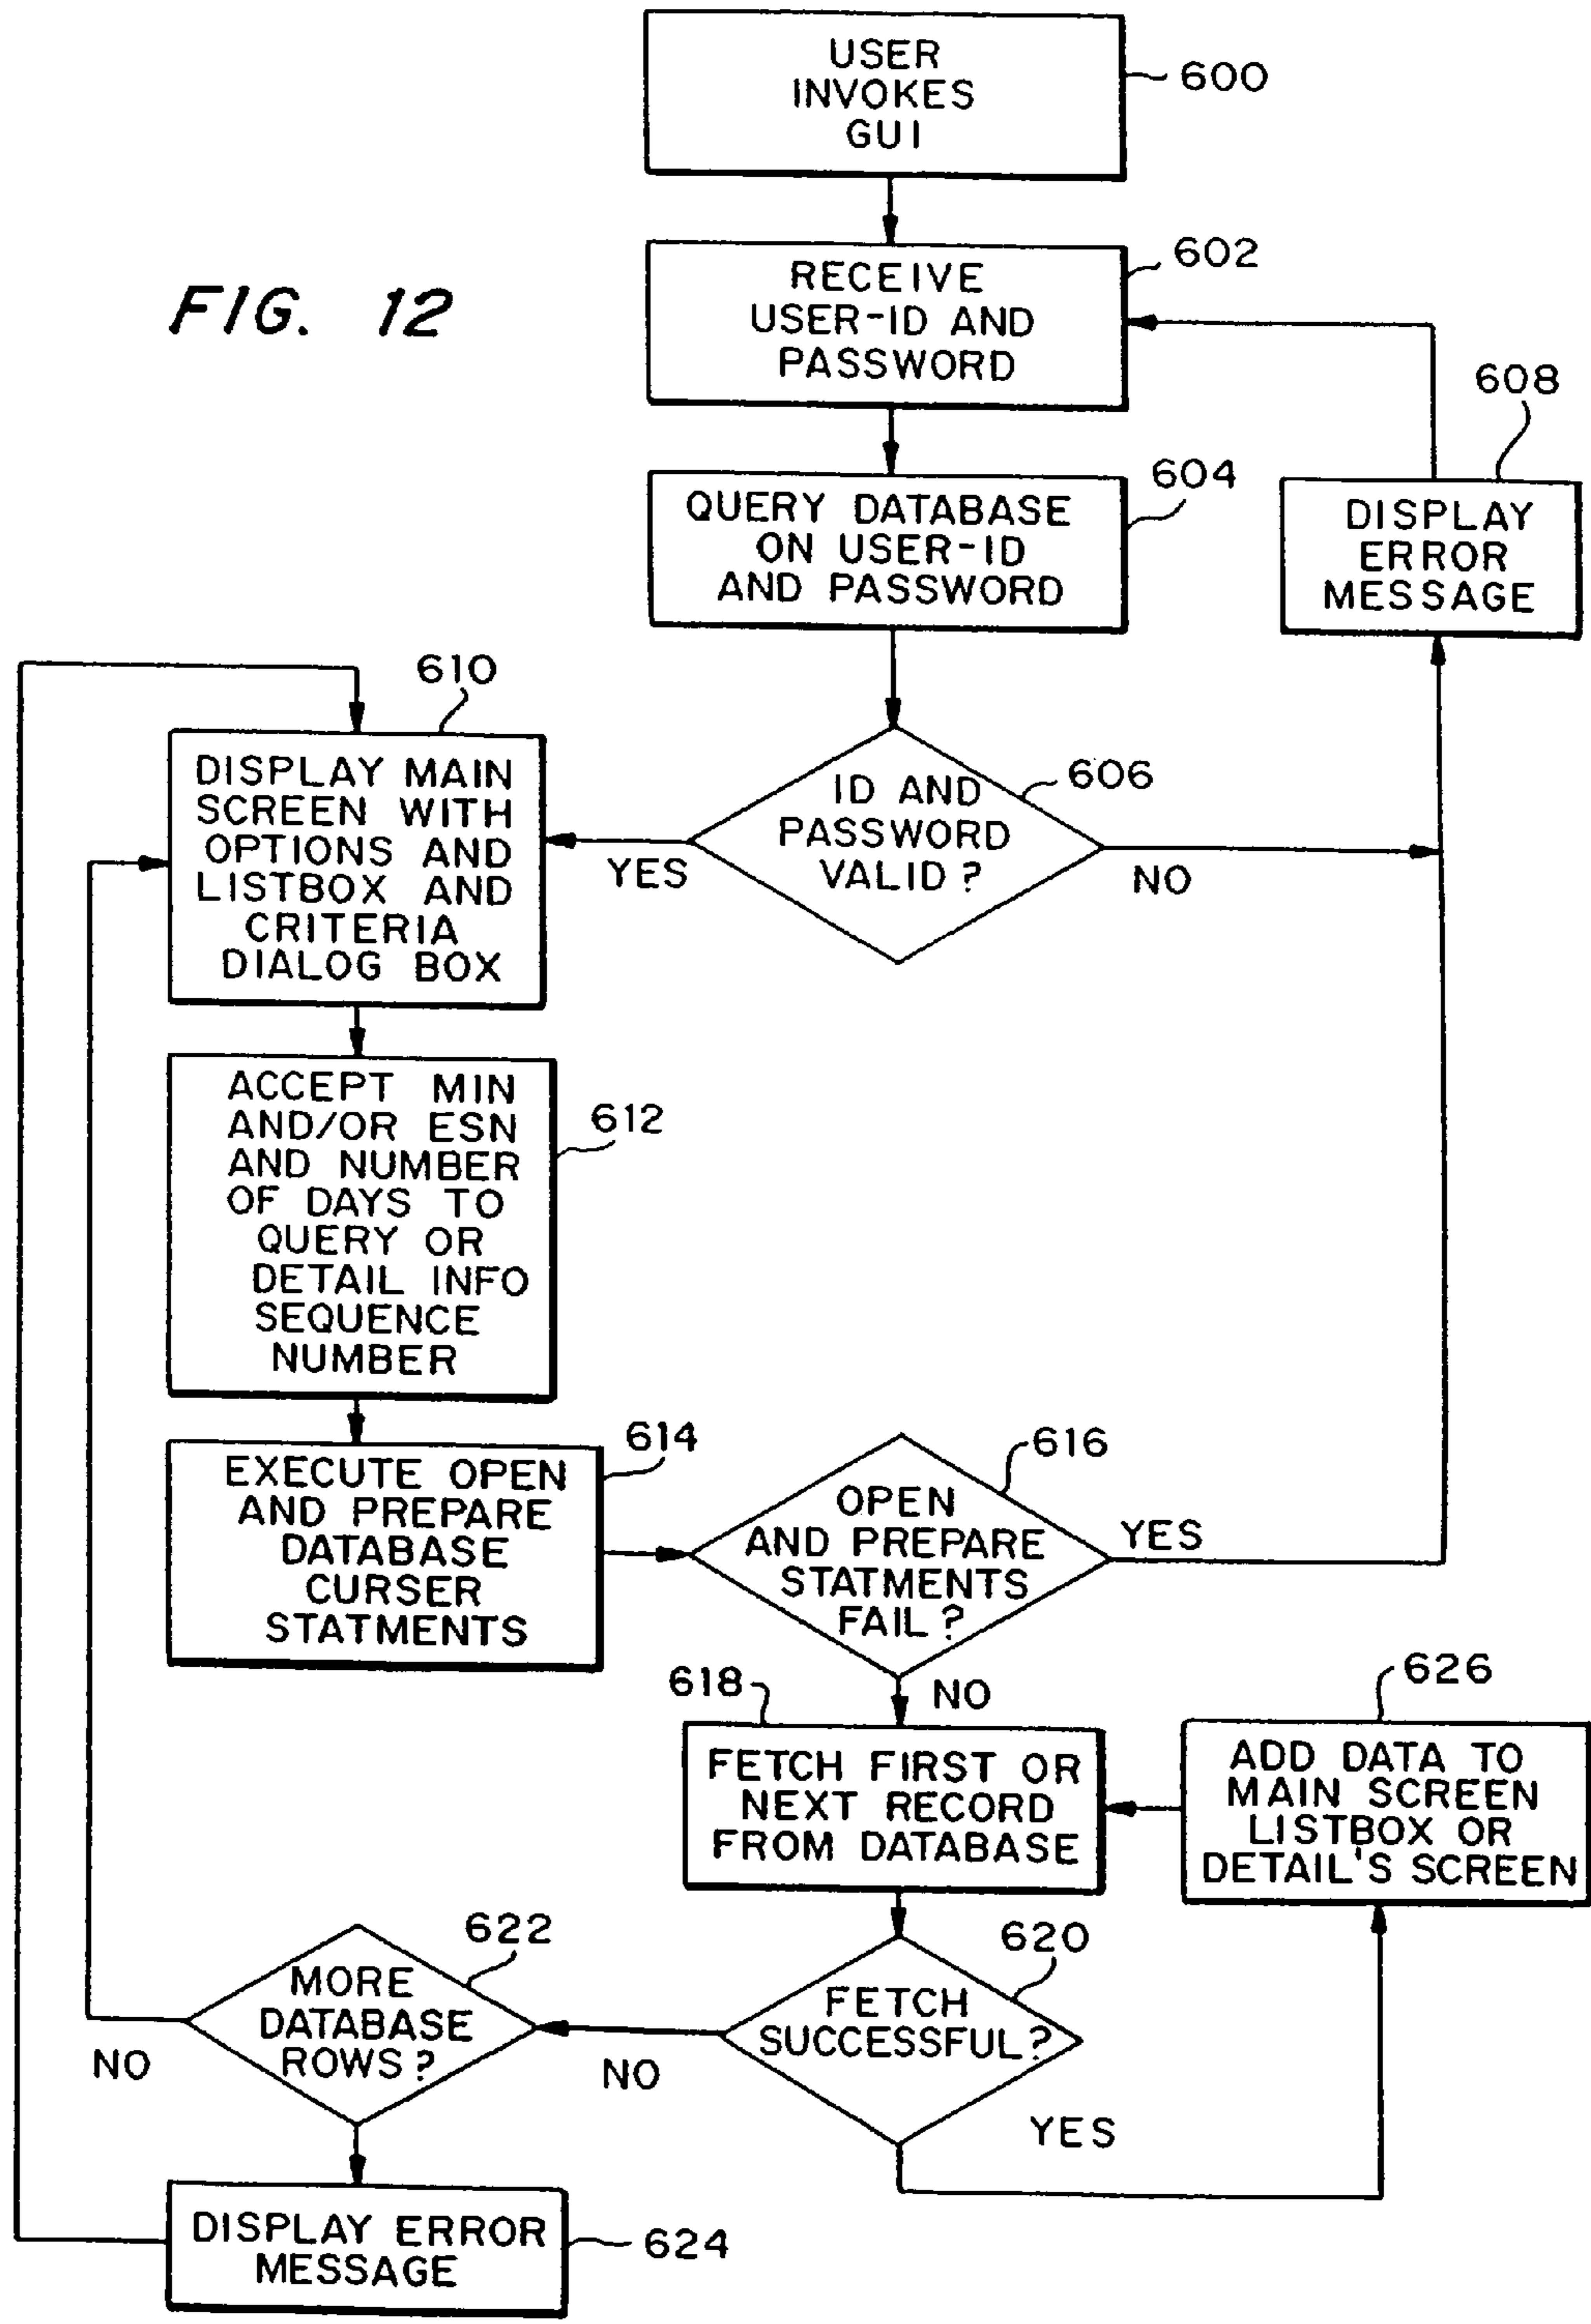 USER
INVOKES
GUI
600
FIG. 12
RECEIVE
USER-ID AND
PASSWORD
602
QUERY DATABASE
ON USER-ID
AND PASSWORD
604
608
DISPLAY
ERROR
MESSAGE
610
DISPLAY MAIN
SCREEN WITH
OPTIONS AND
LISTBOX AND
CRITERIA
DIALOG BOX
ID AND
PASSWORD
VALID?
606
YES
NO
ACCEPT MIN
AND/OR ESN
AND NUMBER
OF DAYS TO
QUERY OR
DETAIL INFO
SEQUENCE
NUMBER
612
EXECUTE OPEN
AND PREPARE
DATABASE
CURSER
STATMENTS
614
OPEN
AND PREPARE
STATMENTS
FAIL?
616
YES
NO
618
FETCH FIRST OR
NEXT RECORD
FROM DATABASE
626
ADD DATA TO
MAIN SCREEN
LISTBOX OR
DETAIL'S SCREEN
622
MORE
DATABASE
ROWS?
NO
620
FETCH
SUCCESSFUL?
NO
YES
DISPLAY ERROR
MESSAGE
624